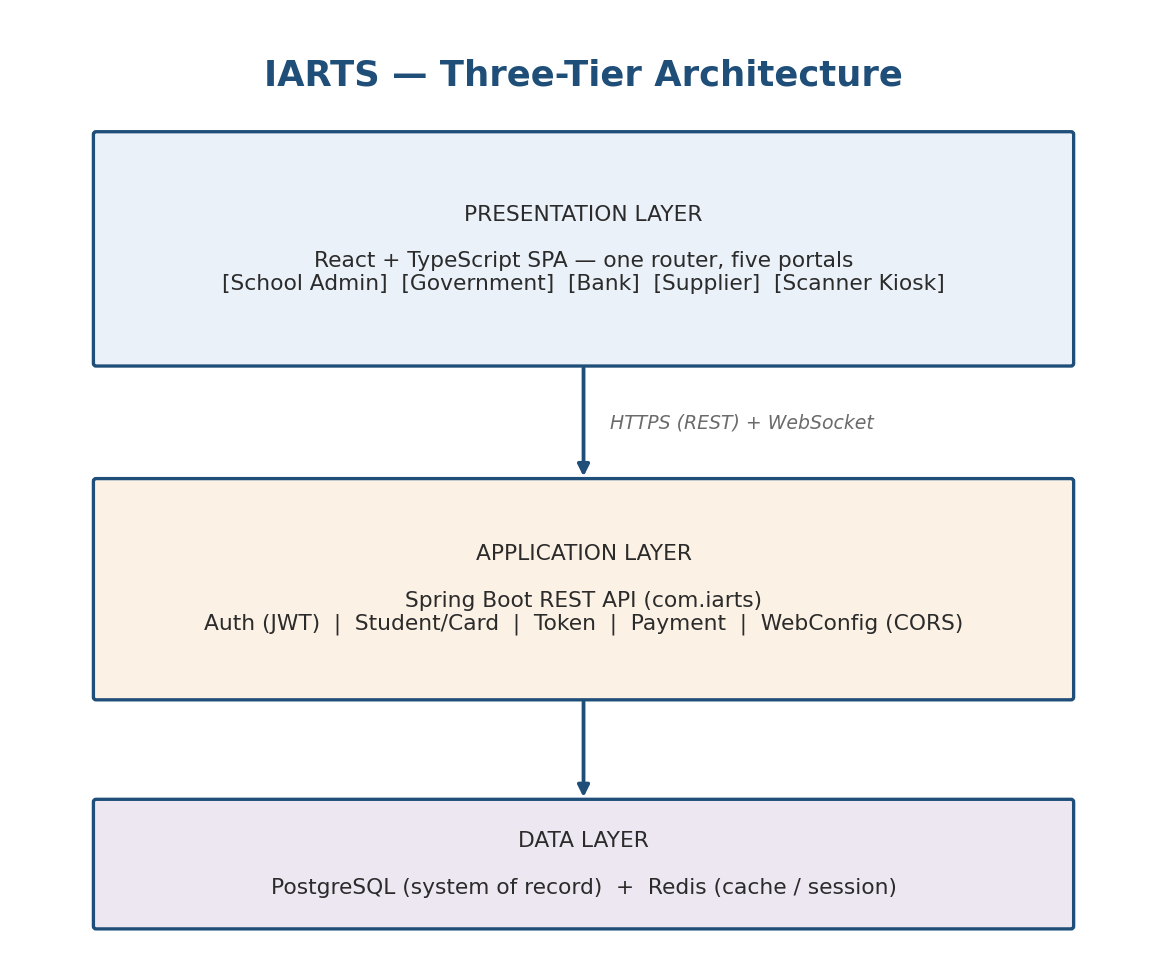 IARTS — Three-Tier Architecture
PRESENTATION LAYER
React + TypeScript SPA — one router, five portals
[School Admin]  [Government]  [Bank]  [Supplier]  [Scanner Kiosk]
HTTPS (REST) + WebSocket
APPLICATION LAYER
Spring Boot REST API (com.iarts)
Auth (JWT)  |  Student/Card  |  Token  |  Payment  |  WebConfig (CORS)
DATA LAYER
PostgreSQL (system of record)  +  Redis (cache / session)